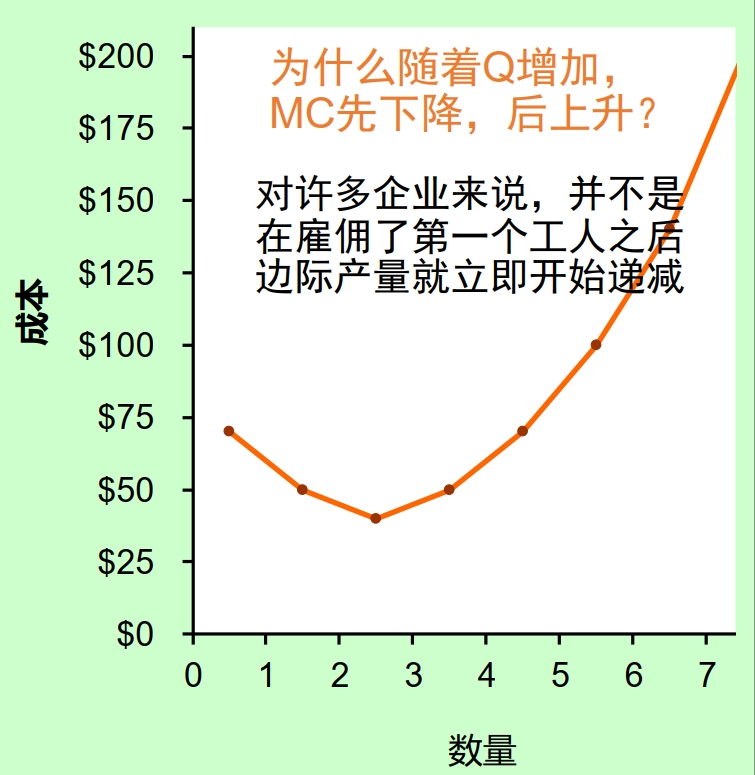 为什么随着Q增加，
MC先下降，后上升？
对许多企业来说，并不是
在雇佣了第一个工人之后
边际产量就立即开始递减
成本
$200
$175
$150
$125
$100
$75
$50
$25
$0
0 1 2 3 4 5 6 7
数量